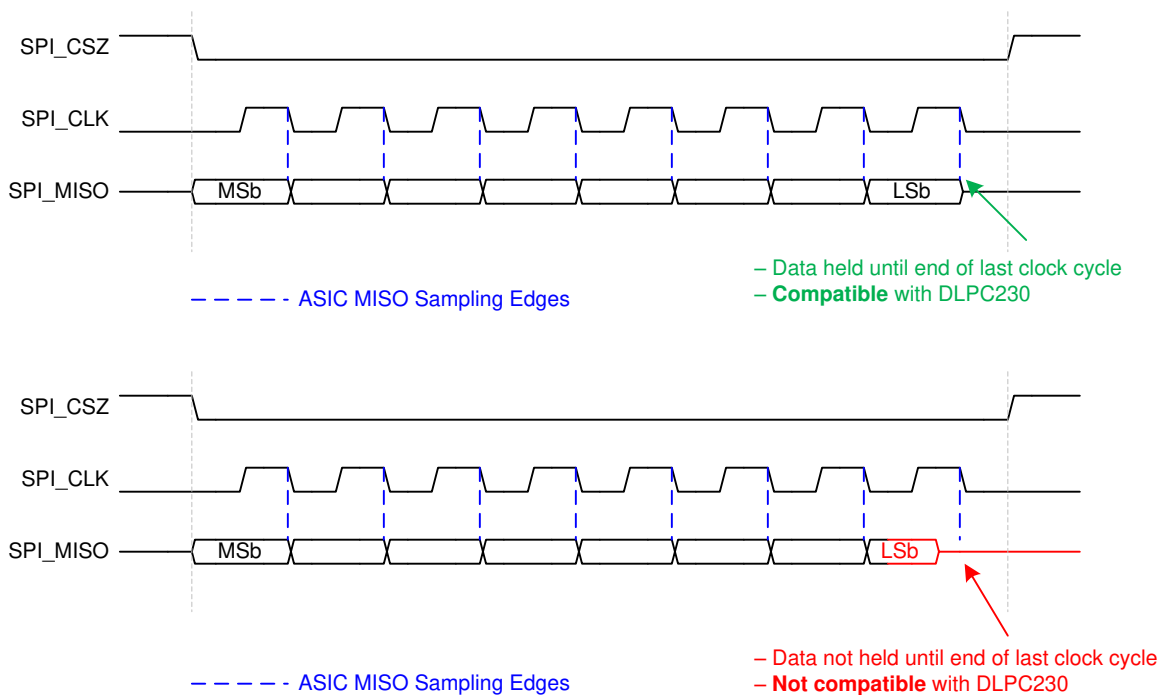 SPI_CSZ
SPI_CLK
SPI_MISO
MSb
LSb
– Data held until end of last clock cycle
– Compatible with DLPC230
ASIC MISO Sampling Edges
SPI_CSZ
SPI_CLK
SPI_MISO
MSb
LSb
– Data not held until end of last clock cycle
– Not compatible with DLPC230
ASIC MISO Sampling Edges